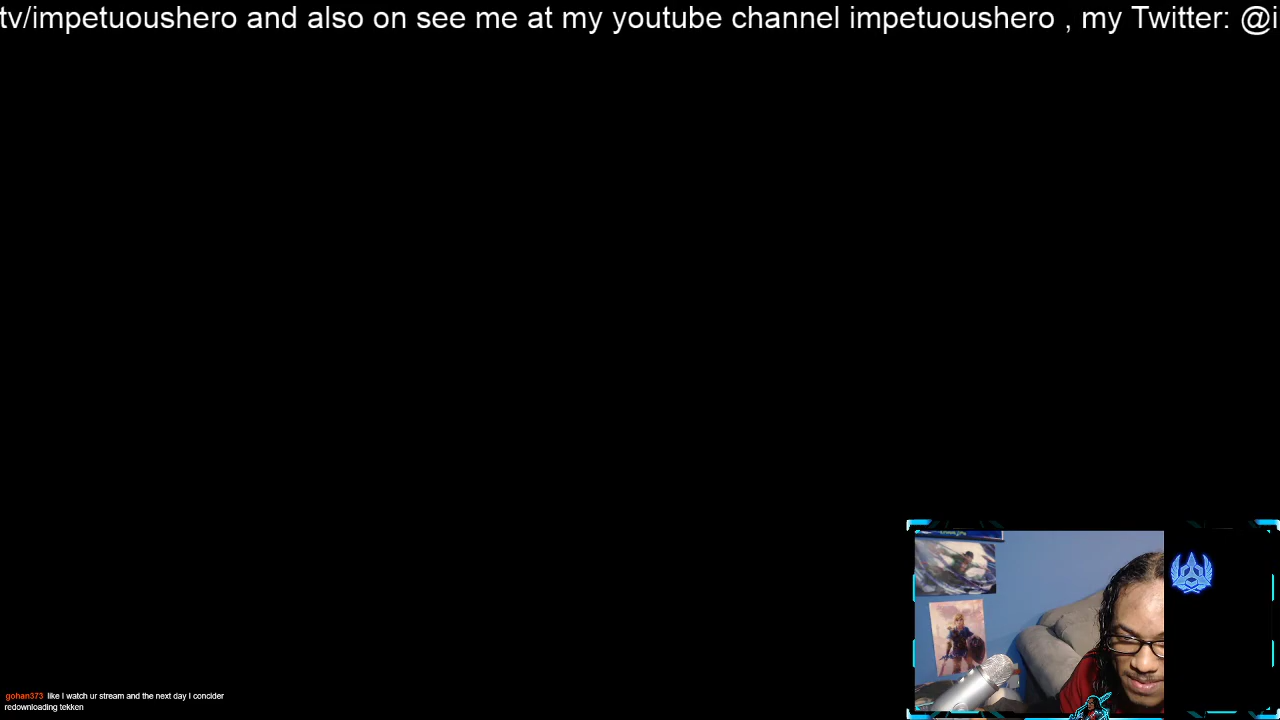 tv/impetuoushero and also on see me at my youtube channel impetuoushero , my Twitter: @i
gohan373 like I watch ur stream and the next day I concider
redownloading tekken